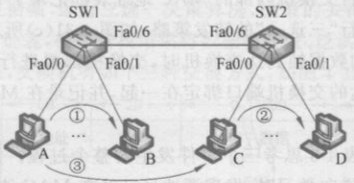 SW1 SW2
Fa0/6 Fa0/6
Fa0/0 Fa0/1 Fa0/0 Fa0/1
① ②
... ...
A B C D
③